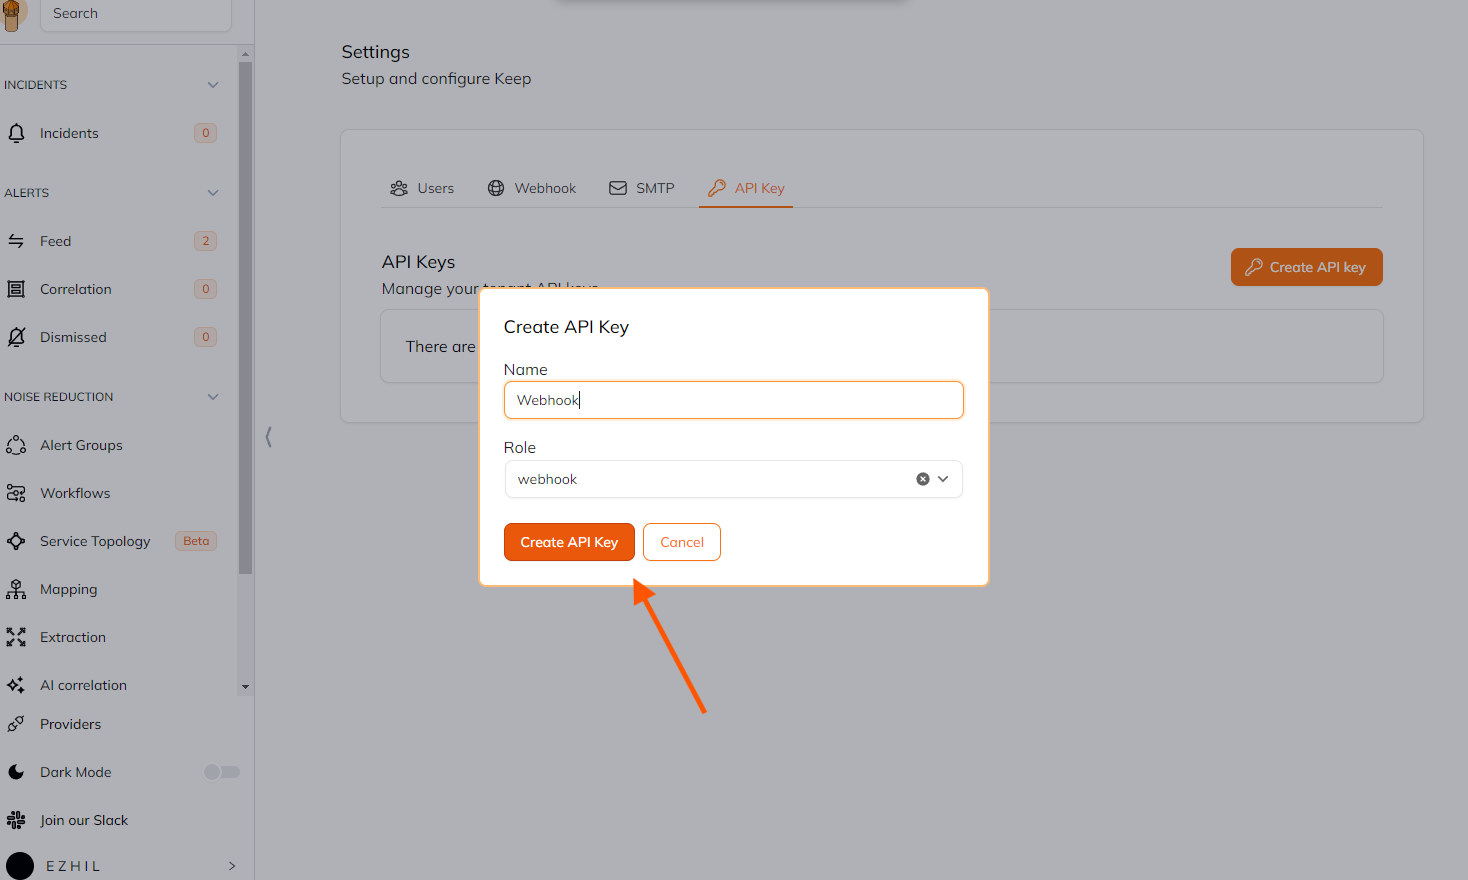 Search
INCIDENTS
Incidents 0
ALERTS
Feed 2
Correlation 0
Dismissed 0
NOISE REDUCTION
Alert Groups
Workflows
Service Topology Beta
Mapping
Extraction
AI correlation
Providers
Dark Mode
Join our Slack
EZHIL
Settings
Setup and configure Keep
Users Webhook SMTP API Key
API Keys
Manage your tenant API keys
Create API key
There are
Create API Key
Name
Webhook
Role
webhook
Create API Key Cancel